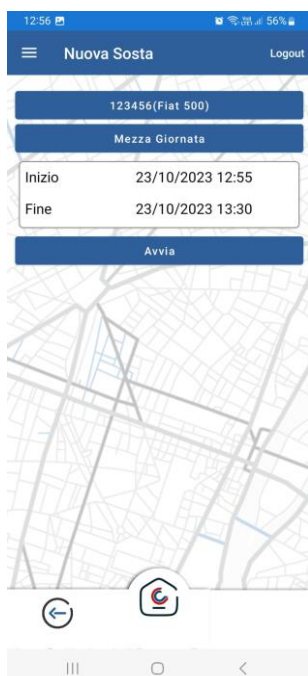 12:56 56%
Nuova Sosta Logout
123456(Fiat 500)
Mezza Giornata
Inizio 23/10/2023 12:55
Fine 23/10/2023 13:30
Avvia